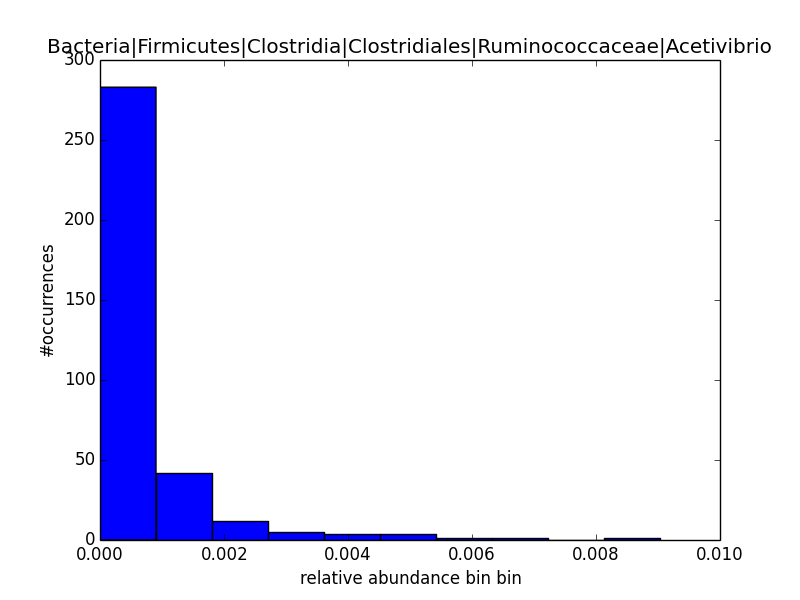 Bacteria|Firmicutes|Clostridia|Clostridiales|Ruminococcaceae|Acetivibrio
300
250
200
150
100
50
0
#occurrences
0.000 0.002 0.004 0.006 0.008 0.010
relative abundance bin bin